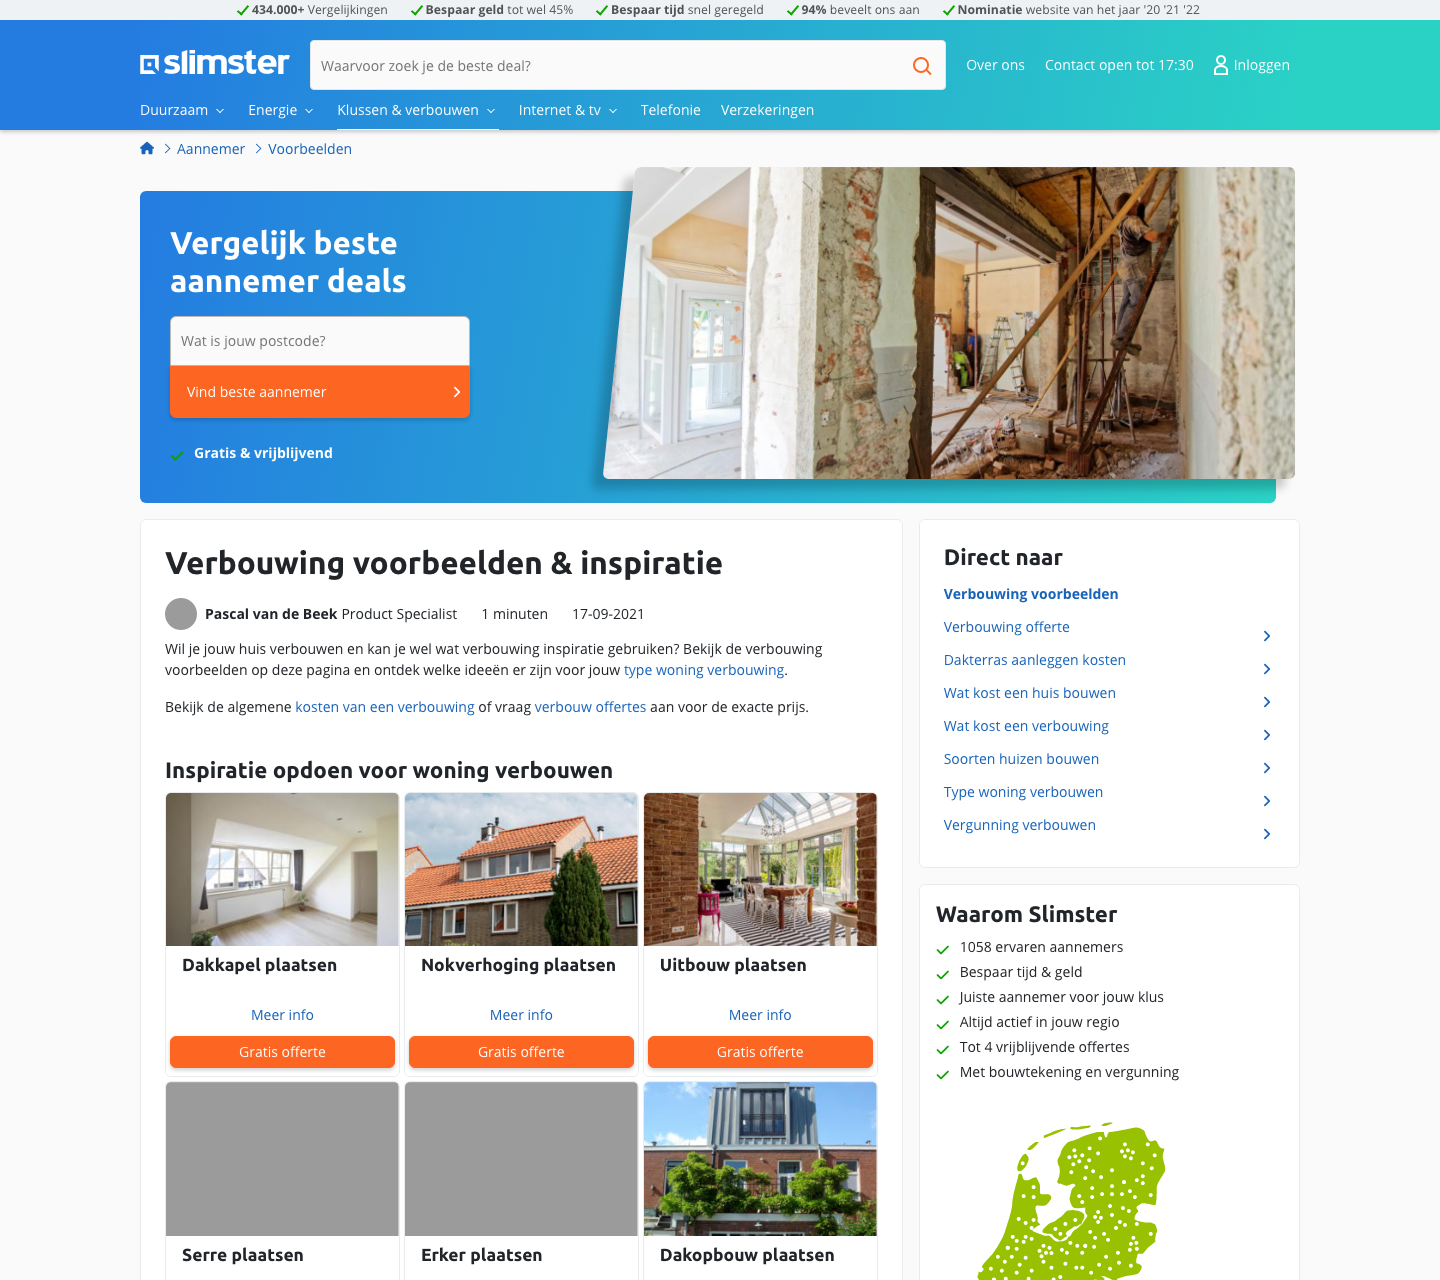 434.000+ Vergelijkingen Bespaar geld tot wel 45% Bespaar tijd snel geregeld 94% beveelt ons aan Nominatie website van het jaar '20 '21 '22
slimster
Waarvoor zoek je de beste deal?
Over ons Contact open tot 17:30 Inloggen
Duurzaam Energie Klussen & verbouwen Internet & tv Telefonie Verzekeringen
Aannemer Voorbeelden
Vergelijk beste
aannemer deals
Wat is jouw postcode?
Vind beste aannemer
Gratis & vrijblijvend
Verbouwing voorbeelden & inspiratie
Pascal van de Beek Product Specialist 1 minuten 17-09-2021
Wil je jouw huis verbouwen en kan je wel wat verbouwing inspiratie gebruiken? Bekijk de verbouwing
voorbeelden op deze pagina en ontdek welke ideeën er zijn voor jouw type woning verbouwing.
Bekijk de algemene kosten van een verbouwing of vraag verbouw offertes aan voor de exacte prijs.
Inspiratie opdoen voor woning verbouwen
Dakkapel plaatsen
Meer info
Gratis offerte
Nokverhoging plaatsen
Meer info
Gratis offerte
Uitbouw plaatsen
Meer info
Gratis offerte
Serre plaatsen
Erker plaatsen
Dakopbouw plaatsen
Direct naar
Verbouwing voorbeelden
Verbouwing offerte
Dakterras aanleggen kosten
Wat kost een huis bouwen
Wat kost een verbouwing
Soorten huizen bouwen
Type woning verbouwen
Vergunning verbouwen
Waarom Slimster
1058 ervaren aannemers
Bespaar tijd & geld
Juiste aannemer voor jouw klus
Altijd actief in jouw regio
Tot 4 vrijblijvende offertes
Met bouwtekening en vergunning